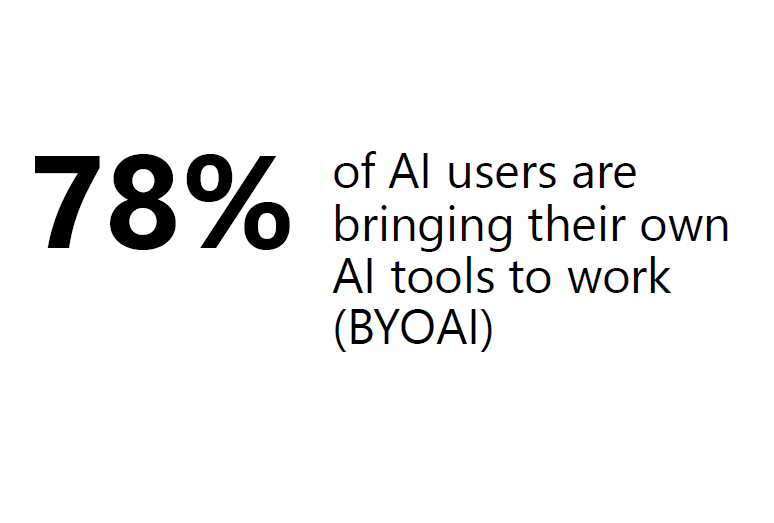 78%
of AI users are
bringing their own
AI tools to work
(BYOAI)